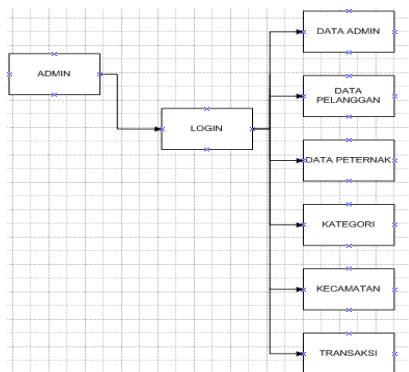 ADMIN
LOGIN
DATA ADMIN
DATA
PELANGGAN
DATA PETERNAK
KATEGORI
KECAMATAN
TRANSAKSI